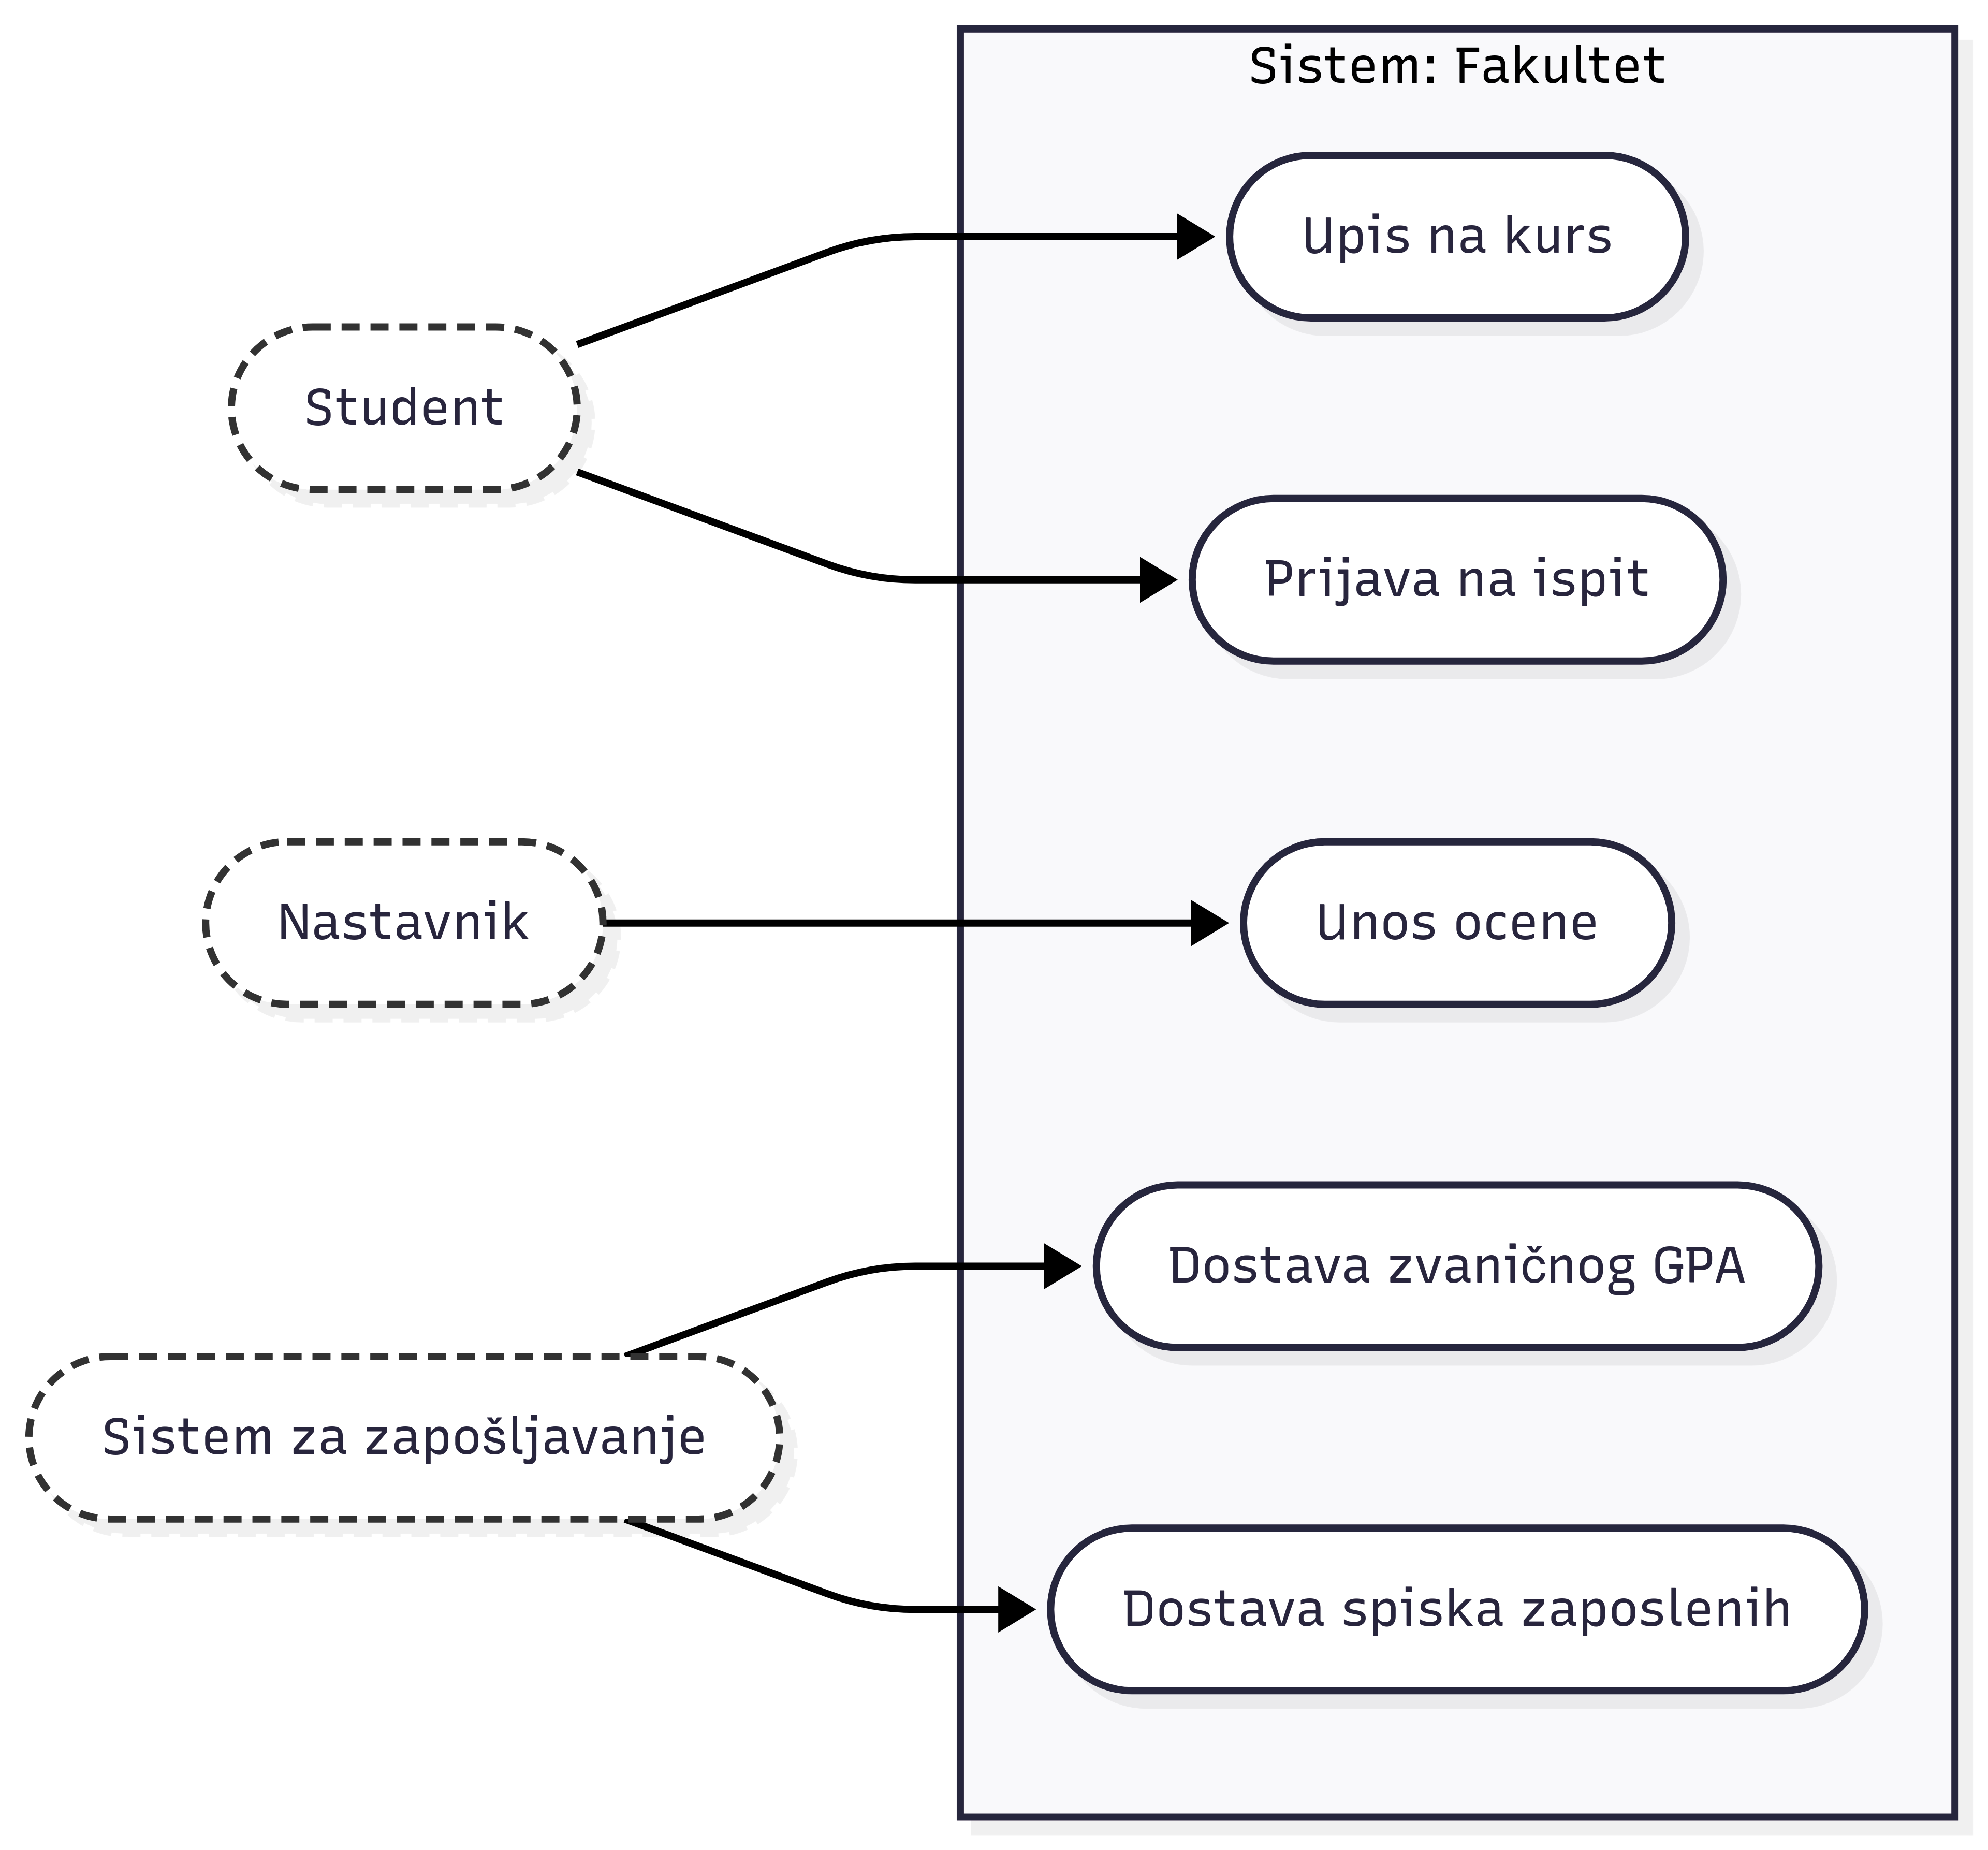 Sistem: Fakultet
Upis na kurs
Student
Prijava na ispit
Nastavnik
Unos ocene
Dostava zvaničnog GPA
Sistem za zapošljavanje
Dostava spiska zaposlenih